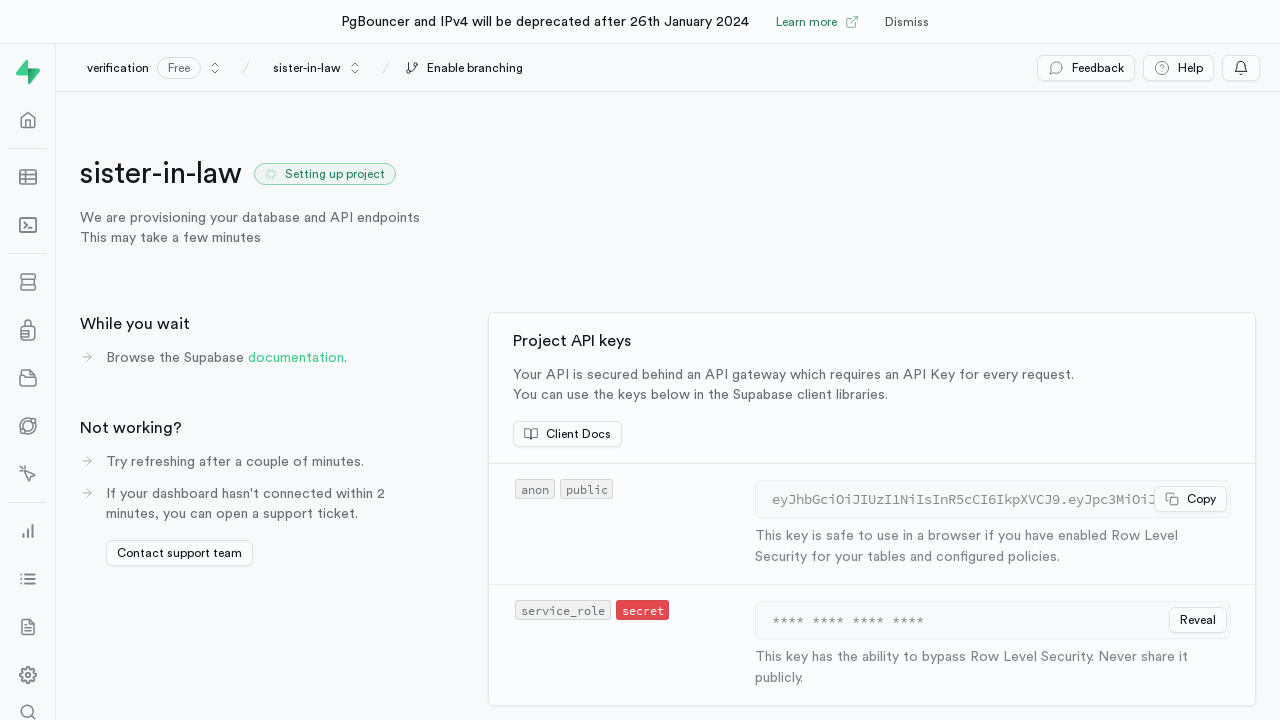 PgBouncer and IPv4 will be deprecated after 26th January 2024 Learn more Dismiss
verification Free / sister-in-law / Enable branching Feedback Help
sister-in-law Setting up project
We are provisioning your database and API endpoints
This may take a few minutes
While you wait
Browse the Supabase documentation.
Not working?
Try refreshing after a couple of minutes.
If your dashboard hasn't connected within 2
minutes, you can open a support ticket.
Contact support team
Project API keys
Your API is secured behind an API gateway which requires an API Key for every request.
You can use the keys below in the Supabase client libraries.
Client Docs
anon public eyJhbGciOiJIUzI1NiIsInR5cCI6IkpXVCJ9.eyJpc3MiOiJ Copy
This key is safe to use in a browser if you have enabled Row Level
Security for your tables and configured policies.
service_role secret **** **** **** **** Reveal
This key has the ability to bypass Row Level Security. Never share it
publicly.